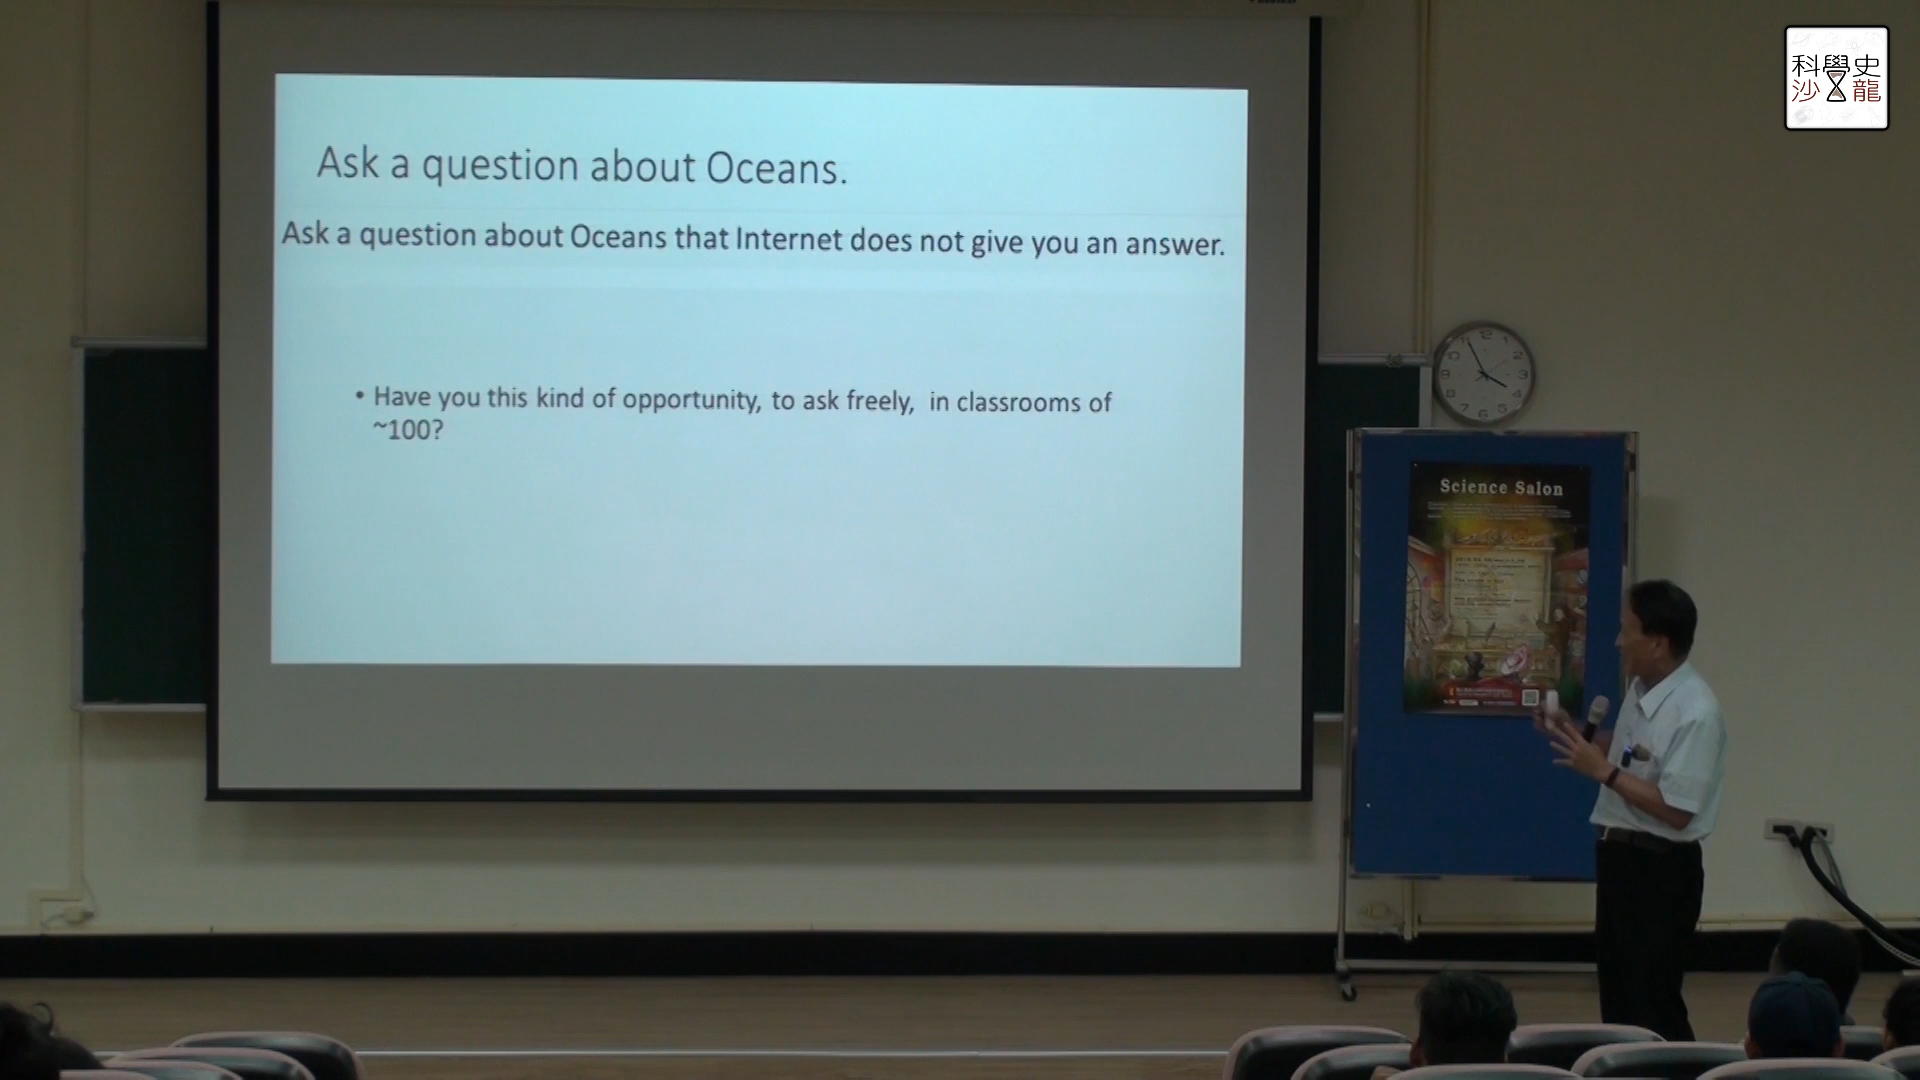 Ask a question about Oceans.
Ask a question about Oceans that Internet does not give you an answer.
• Have you this kind of opportunity, to ask freely, in classrooms of
~100?
科學史
沙龍
Science Salon